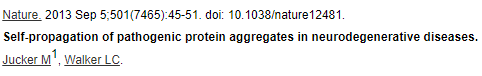 Nature. 2013 Sep 5;501(7465):45-51. doi: 10.1038/nature12481.
Self-propagation of pathogenic protein aggregates in neurodegenerative diseases.
Jucker M1, Walker LC.